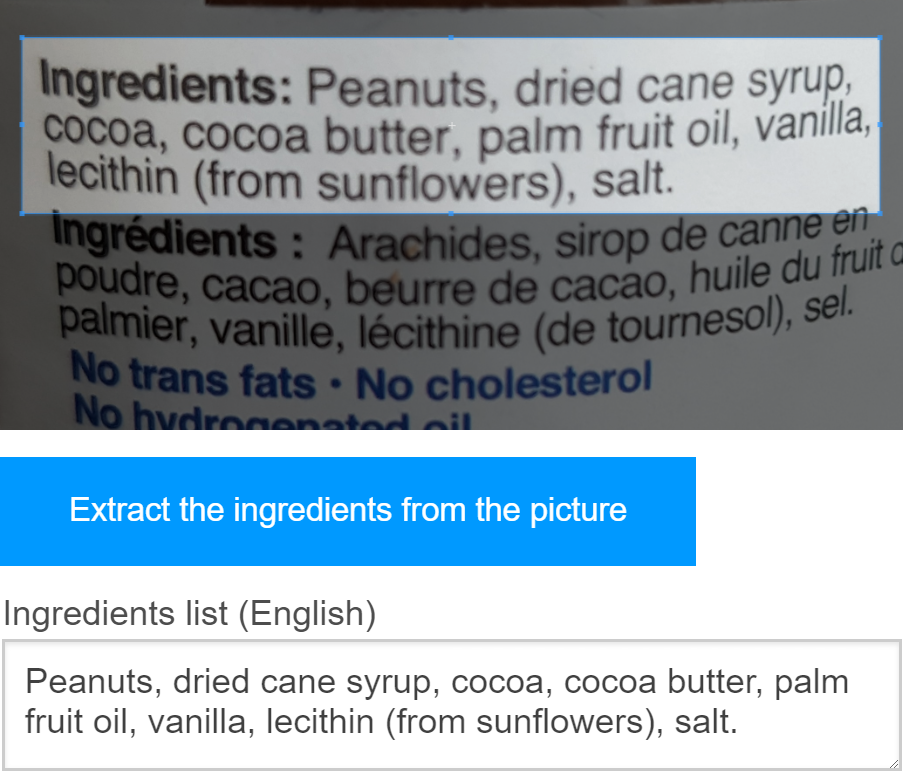 Ingredients: Peanuts, dried cane syrup,
cocoa, cocoa butter, palm fruit oil, vanilla,
lecithin (from sunflowers), salt.
Ingrédients : Arachides, sirop de canne en
poudre, cacao, beurre de cacao, huile du fruit
palmier, vanille, lécithine (de tournesol), sel.
No trans fats • No cholesterol
No hydrogenated oil
Extract the ingredients from the picture
Ingredients list (English)
Peanuts, dried cane syrup, cocoa, cocoa butter, palm
fruit oil, vanilla, lecithin (from sunflowers), salt.